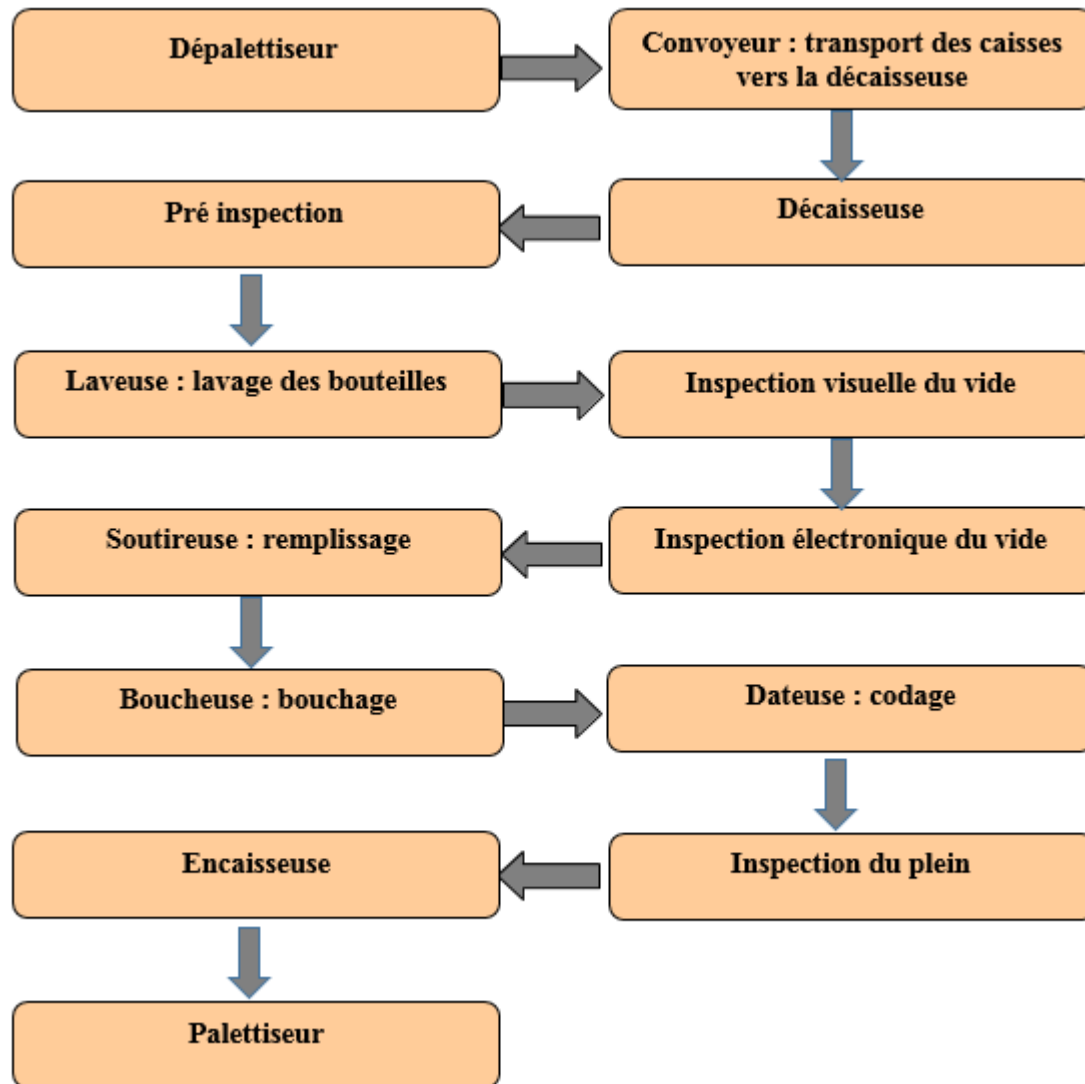 Dépalettiseur
Convoyeur : transport des caisses
vers la décaisseuse
Décaisseuse
Pré inspection
Laveuse : lavage des bouteilles
Inspection visuelle du vide
Inspection électronique du vide
Soutireuse : remplissage
Boucheuse : bouchage
Dateuse : codage
Inspection du plein
Encaisseuse
Palettiseur